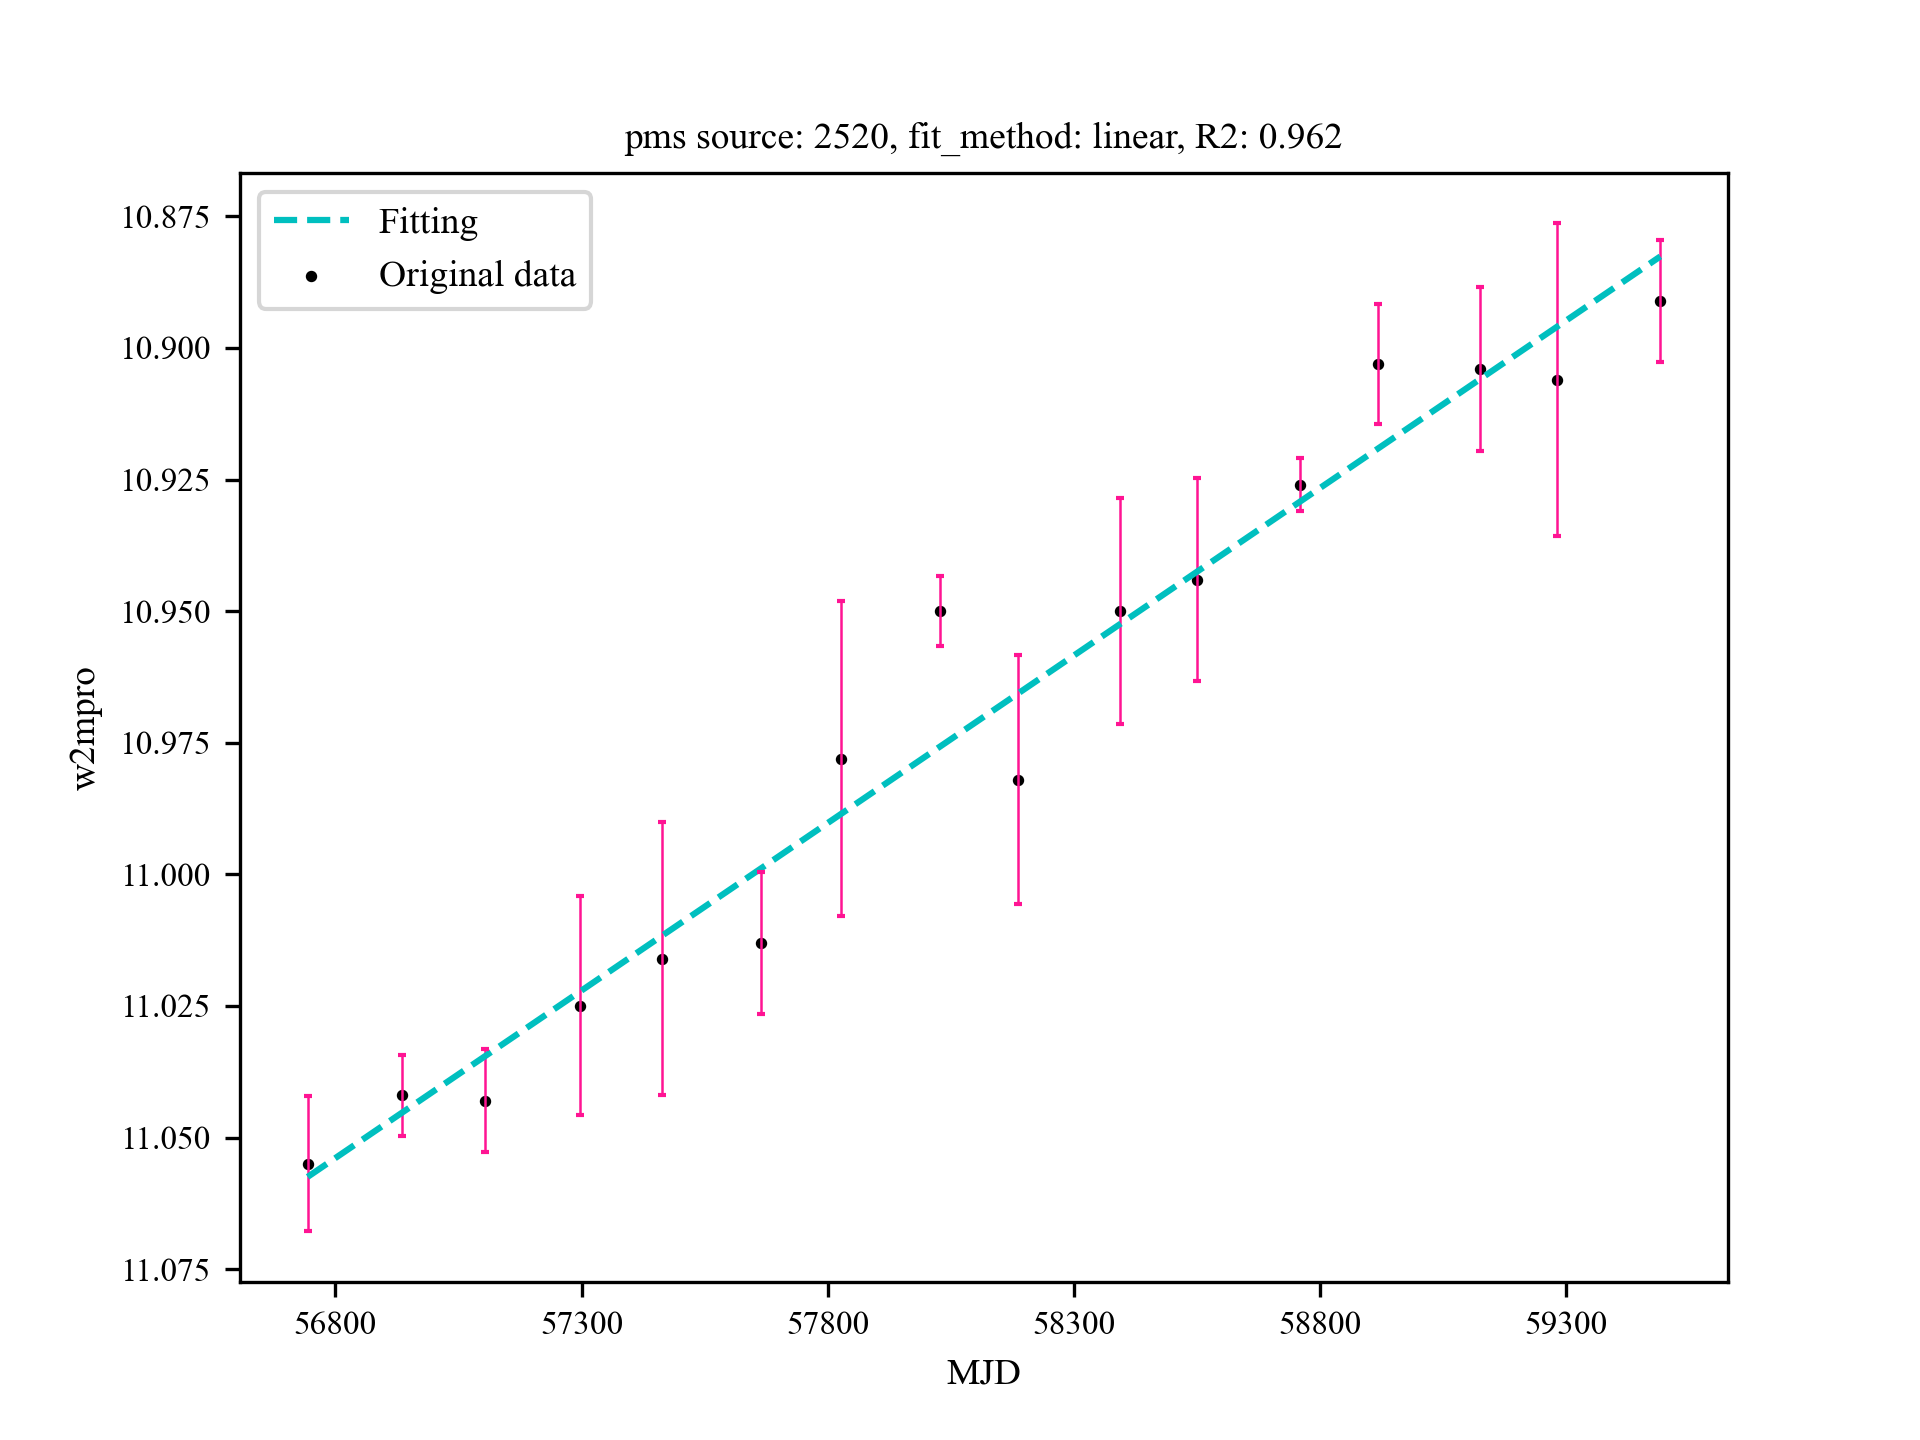 pms source: 2520, fit_method: linear, R2: 0.962
Fitting
Original data
10.875
10.900
10.925
10.950
10.975
11.000
11.025
11.050
11.075
w2mpro
56800 57300 57800 58300 58800 59300
MJD